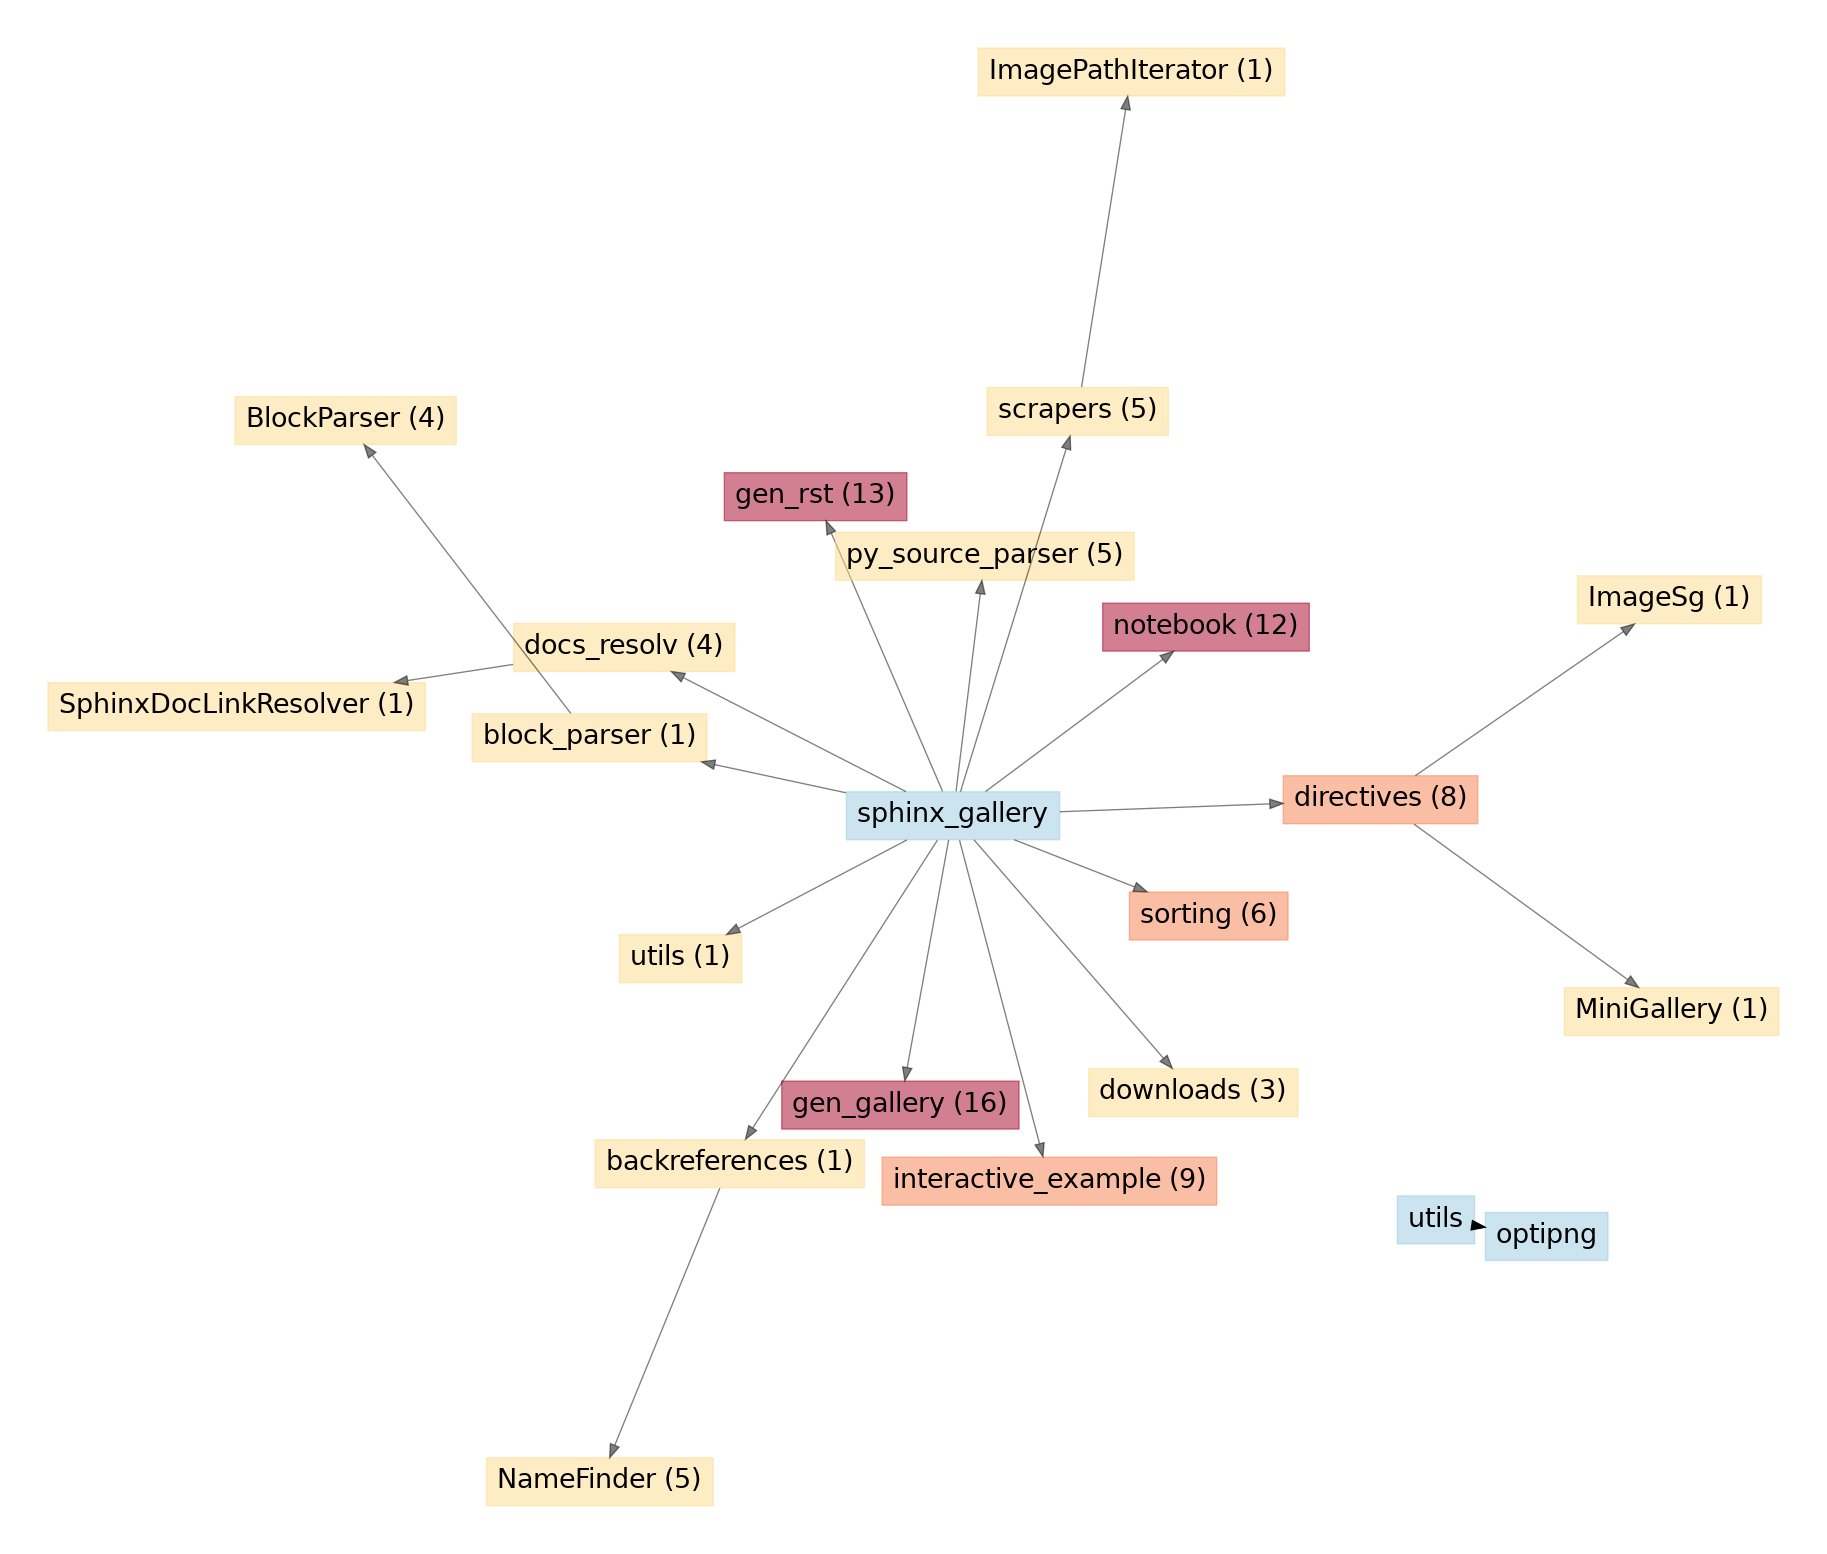 ImagePathIterator (1)
scrapers (5)
BlockParser (4)
gen_rst (13)
py_source_parser (5)
ImageSg (1)
notebook (12)
docs_resolv (4)
SphinxDocLinkResolver (1)
block_parser (1)
directives (8)
sphinx_gallery
sorting (6)
utils (1)
MiniGallery (1)
downloads (3)
gen_gallery (16)
backreferences (1)
interactive_example (9)
utils
optipng
NameFinder (5)